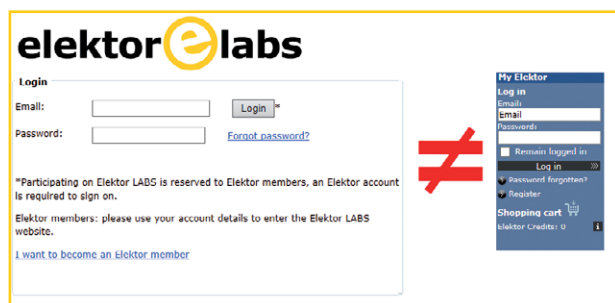 elektor e labs
Login
Email:
Login *
Password:
Forgot password?
*Participating on Elektor LABS is reserved to Elektor members, an Elektor account
is required to sign on.
Elektor members: please use your account details to enter the Elektor LABS
website.
I want to become an Elektor member
≠
My Elektor
Log in
Email:
Email
Password:
Remain logged in
Log in »
Password forgotten?
Register
Shopping cart
Elektor Credits: 0 i